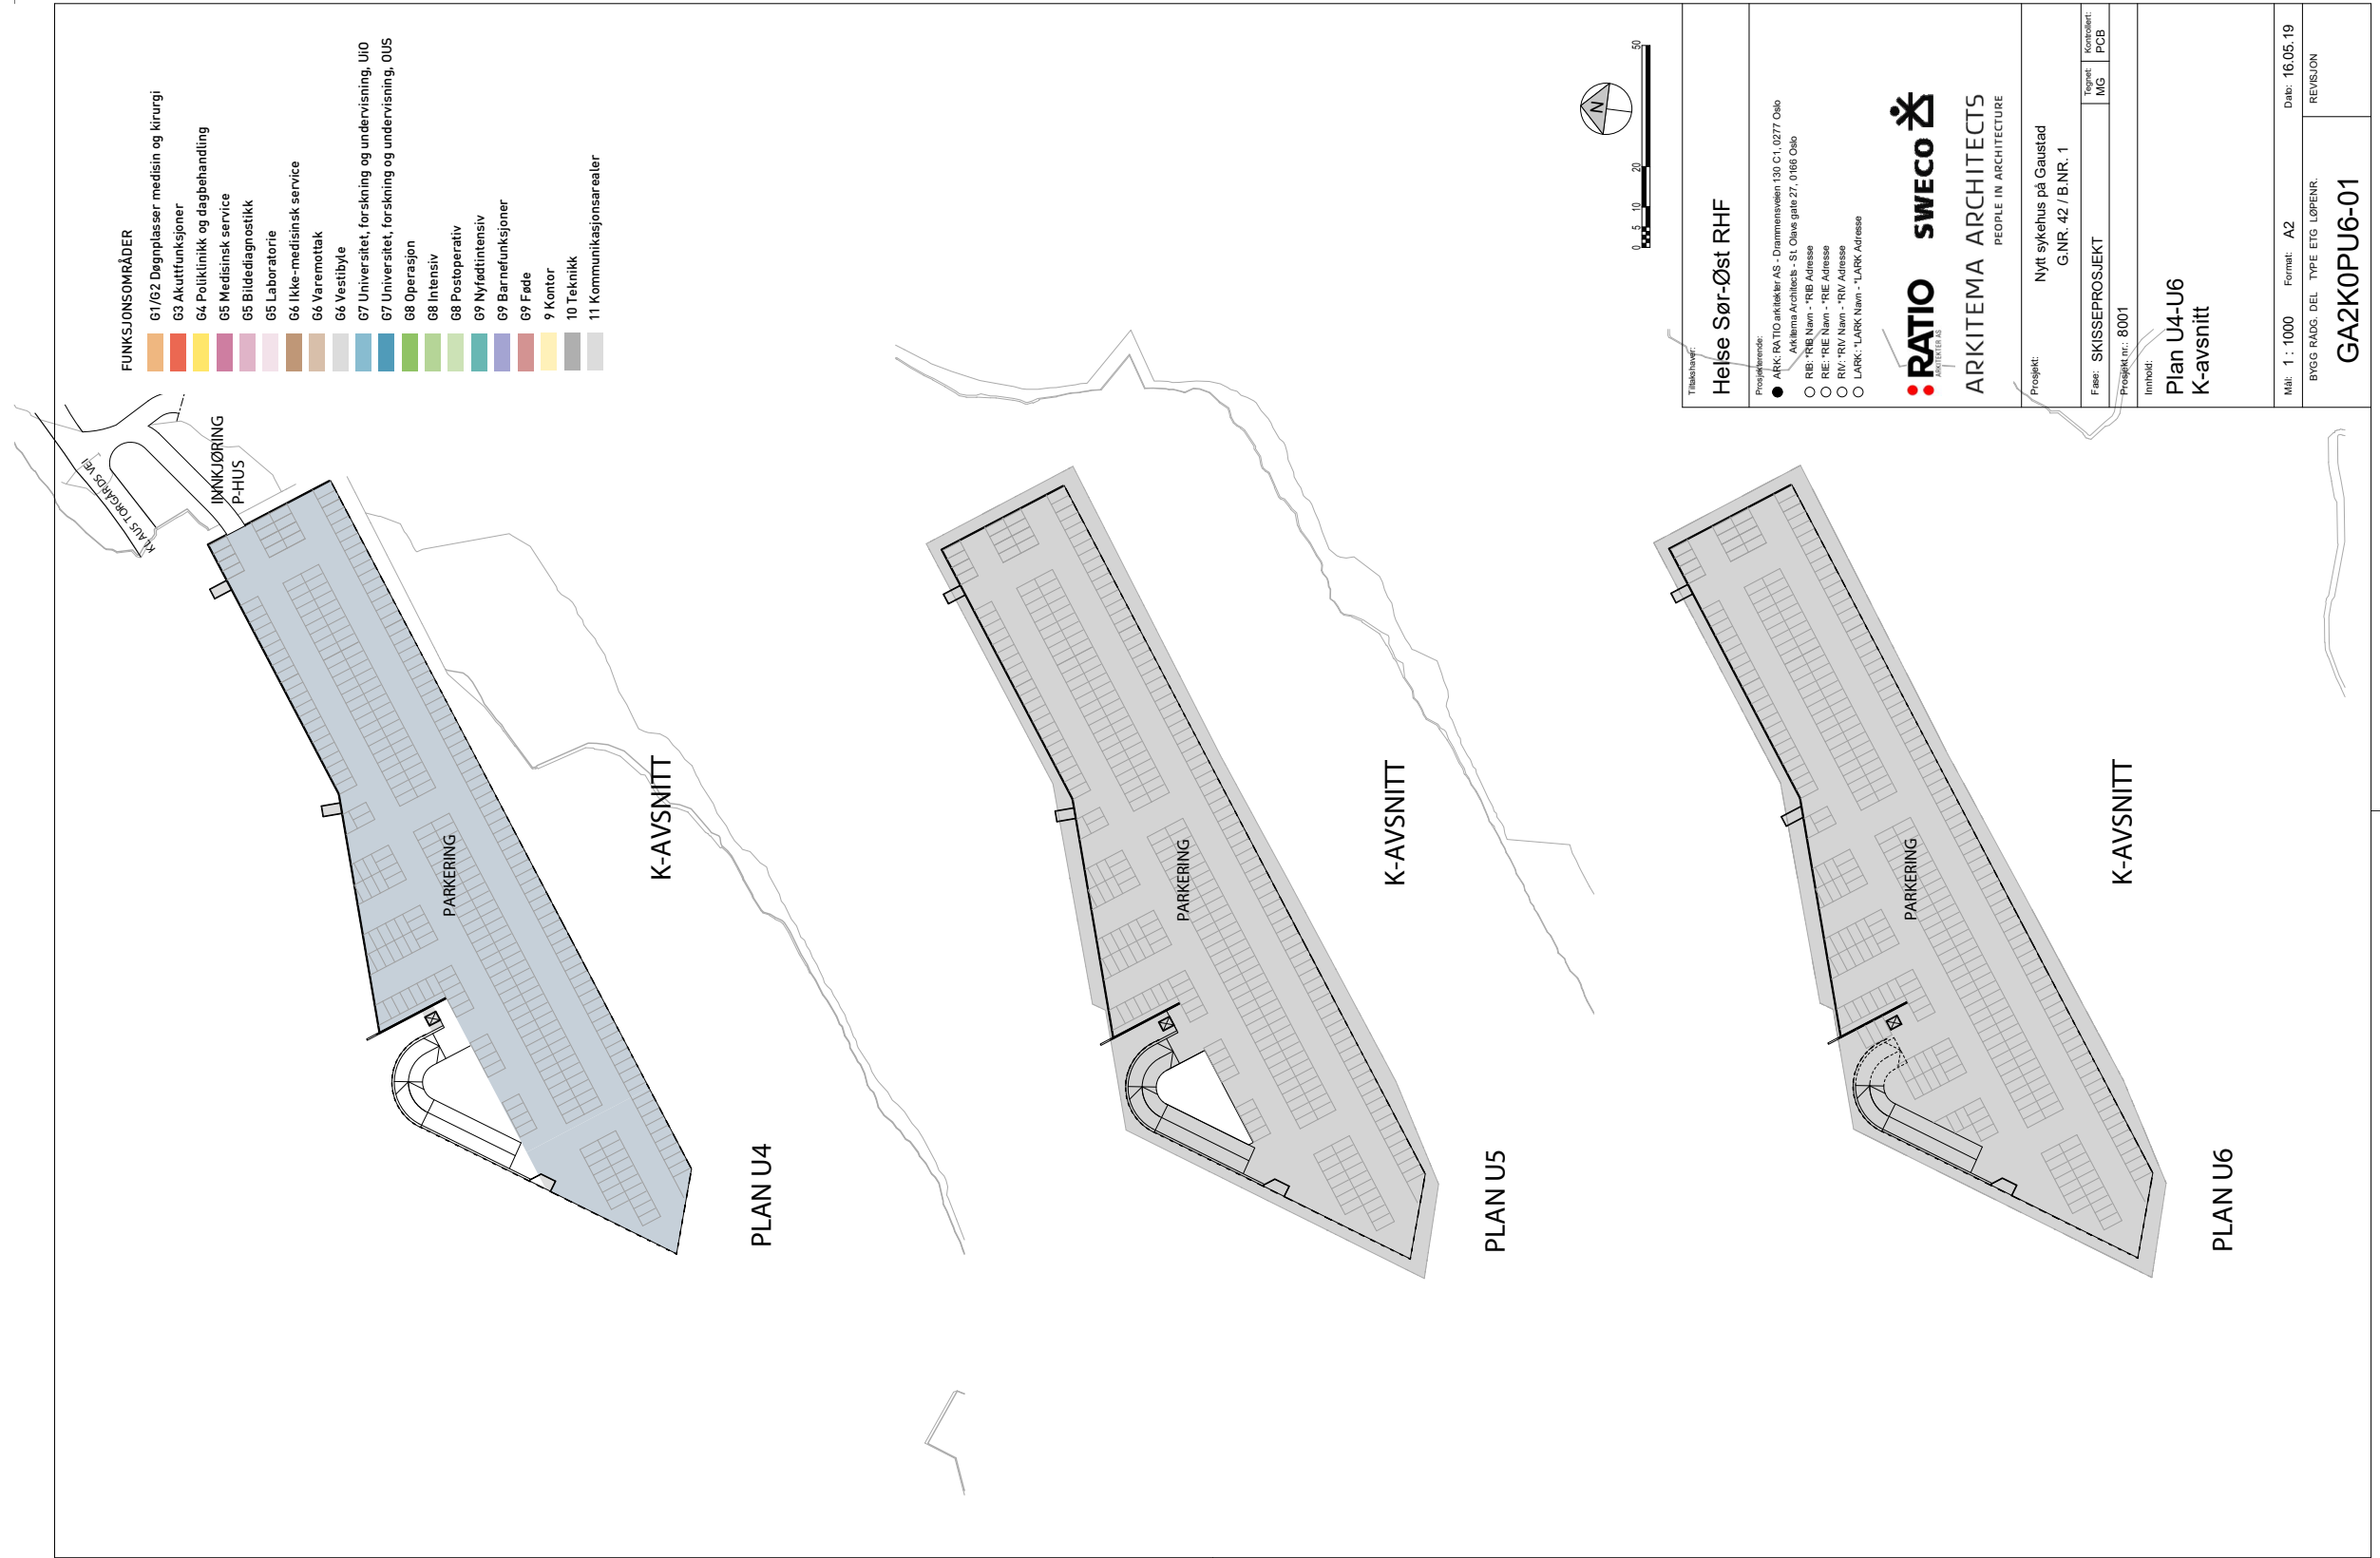 FUNKSJONSOMRÅDER
G1/G2 Døgnplasser medisin og kirurgi
G3 Akuttfunksjoner
G4 Poliklinikk og dagbehandling
G5 Medisinsk service
G5 Bildediagnostikk
G5 Laboratorie
G6 Ikke-medisinsk service
G6 Varemottak
G6 Vestibyle
G7 Universitet, forskning og undervisning, UiO
G7 Universitet, forskning og undervisning, OUS
G8 Operasjon
G8 Intensiv
G8 Postoperativ
G9 Nyfødtintensiv
G9 Barnefunksjoner
G9 Føde
9 Kontor
10 Teknikk
11 Kommunikasjonsarealer
KLAUS TORGÅRDS VEI
INNKJØRING
P-HUS
PARKERING
K-AVSNITT
PLAN U4
PARKERING
K-AVSNITT
PLAN U5
PARKERING
K-AVSNITT
PLAN U6
N
0 5 10 20 50
Tiltakshaver:
Helse Sør-Øst RHF
Prosjekterende:
ARK: RATIO arkitekter AS - Drammensveien 130 C1, 0277 Oslo
Arkitema Architects - St. Olavs gate 27, 0166 Oslo
RIB: *RIB Navn - *RIB Adresse
RIE: *RIE Navn - *RIE Adresse
RIV: *RIV Navn - *RIV Adresse
LARK: *LARK Navn - *LARK Adresse
RATIO
ARKITEKTER AS
SWECO
ARKITEMA ARCHITECTS
PEOPLE IN ARCHITECTURE
Prosjekt:
Nytt sykehus på Gaustad
G.NR. 42 / B.NR. 1
Fase: SKISSEPROSJEKT
Tegnet: MG
Kontrollert: PCB
Prosjekt nr.: 8001
Innhold:
Plan U4-U6
K-avsnitt
Mål: 1 : 1000 Format: A2 Dato: 16.05.19
BYGG RÅDG. DEL TYPE ETG LØPENR.
REVISJON
GA2K0PU6-01